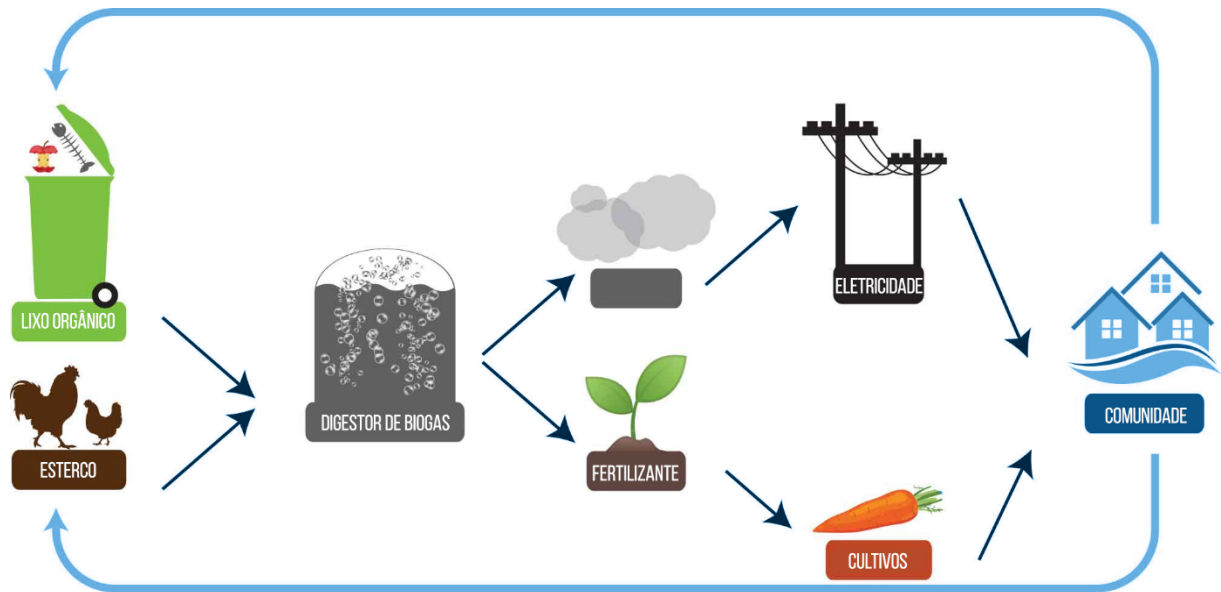 LIXO ORGÂNICO
ESTERCO
DIGESTOR DE BIOGAS
FERTILIZANTE
ELETRICIDADE
CULTIVOS
COMUNIDADE